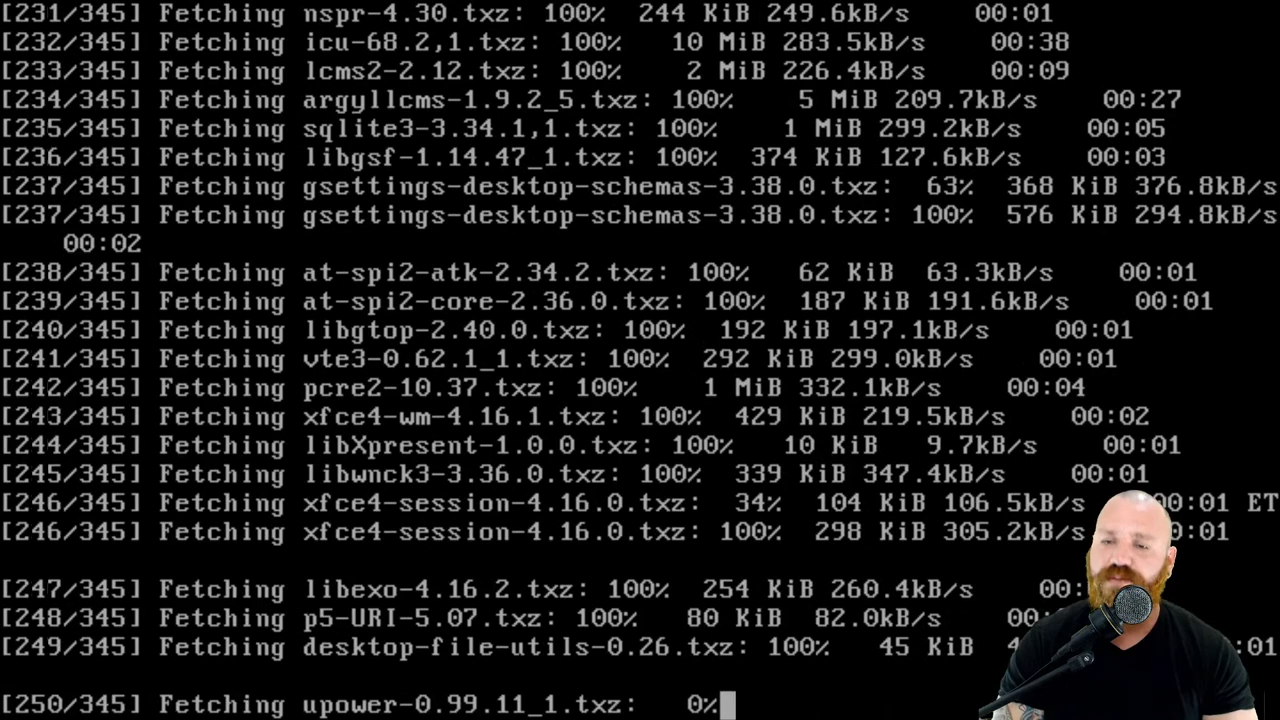 [231/345] Fetching nspr-4.30.txz: 100% 244 KiB 249.6kB/s 00:01
[232/345] Fetching icu-68.2,1.txz: 100% 10 MiB 283.5kB/s 00:38
[233/345] Fetching lcms2-2.12.txz: 100% 2 MiB 226.4kB/s 00:09
[234/345] Fetching argyllcms-1.9.2_5.txz: 100% 5 MiB 209.7kB/s 00:27
[235/345] Fetching sqlite3-3.34.1,1.txz: 100% 1 MiB 299.2kB/s 00:05
[236/345] Fetching libgsf-1.14.47_1.txz: 100% 374 KiB 127.6kB/s 00:03
[237/345] Fetching gsettings-desktop-schemas-3.38.0.txz: 63% 368 KiB 376.8kB/s
[237/345] Fetching gsettings-desktop-schemas-3.38.0.txz: 100% 576 KiB 294.8kB/s
00:02
[238/345] Fetching at-spi2-atk-2.34.2.txz: 100% 62 KiB 63.3kB/s 00:01
[239/345] Fetching at-spi2-core-2.36.0.txz: 100% 187 KiB 191.6kB/s 00:01
[240/345] Fetching libgtop-2.40.0.txz: 100% 192 KiB 197.1kB/s 00:01
[241/345] Fetching vte3-0.62.1_1.txz: 100% 292 KiB 299.0kB/s 00:01
[242/345] Fetching pcre2-10.37.txz: 100% 1 MiB 332.1kB/s 00:04
[243/345] Fetching xfce4-wm-4.16.1.txz: 100% 429 KiB 219.5kB/s 00:02
[244/345] Fetching libXpresent-1.0.0.txz: 100% 10 KiB 9.7kB/s 00:01
[245/345] Fetching libwnck3-3.36.0.txz: 100% 339 KiB 347.4kB/s 00:01
[246/345] Fetching xfce4-session-4.16.0.txz: 34% 104 KiB 106.5kB/s 00:01 ET
[246/345] Fetching xfce4-session-4.16.0.txz: 100% 298 KiB 305.2kB/s :01
[247/345] Fetching libexo-4.16.2.txz: 100% 254 KiB 260.4kB/s 00:
[248/345] Fetching p5-URI-5.07.txz: 100% 80 KiB 82.0kB/s
[249/345] Fetching desktop-file-utils-0.26.txz: 100% 45 KiB :01
[250/345] Fetching upower-0.99.11_1.txz: 0%